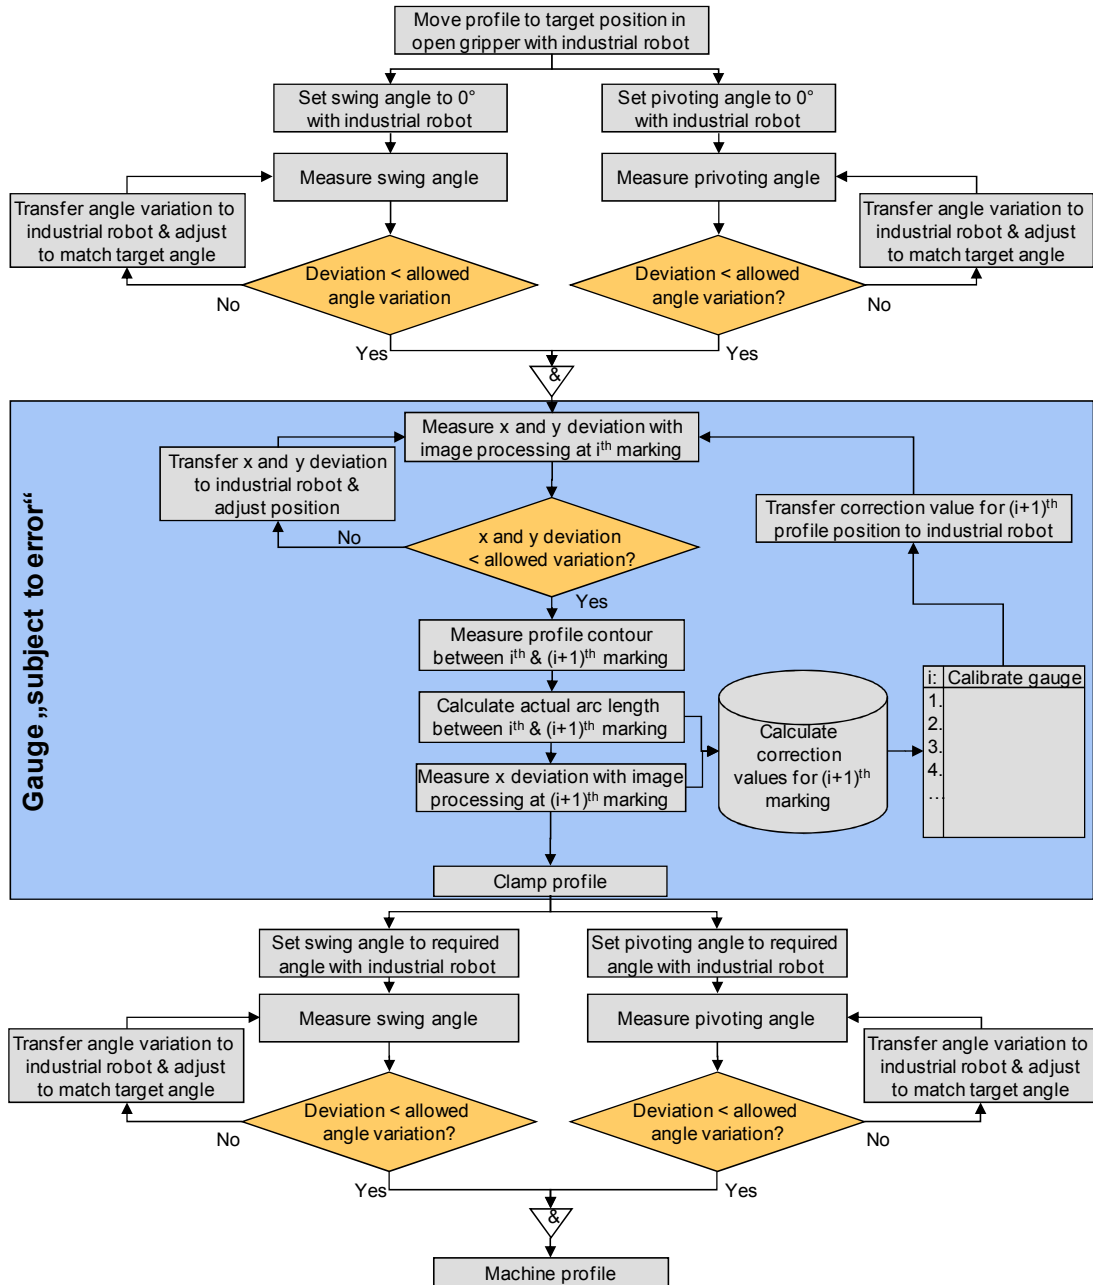 Move profile to target position in
open gripper with industrial robot
Set swing angle to 0°
with industrial robot
Set pivoting angle to 0°
with industrial robot
Measure swing angle
Measure privoting angle
Transfer angle variation to
industrial robot & adjust
to match target angle
Transfer angle variation to
industrial robot & adjust
to match target angle
Deviation < allowed
angle variation
Deviation < allowed
angle variation?
No
No
Yes
Yes
&
Gauge „subject to error“
Measure x and y deviation with
image processing at ith marking
Transfer x and y deviation
to industrial robot &
adjust position
Transfer correction value for (i+1)th
profile position to industrial robot
No
x and y deviation
< allowed variation?
Yes
Measure profile contour
between ith & (i+1)th marking
Calculate actual arc length
between ith & (i+1)th marking
Measure x deviation with image
processing at (i+1)th marking
Calculate
correction
values for (i+1)th
marking
i: Calibrate gauge
1.
2.
3.
4.
...
Clamp profile
Set swing angle to required
angle with industrial robot
Set pivoting angle to required
angle with industrial robot
Measure swing angle
Measure pivoting angle
Transfer angle variation to
industrial robot & adjust
to match target angle
Transfer angle variation to
industrial robot & adjust
to match target angle
Deviation < allowed
angle variation?
Deviation < allowed
angle variation?
No
No
Yes
Yes
&
Machine profile